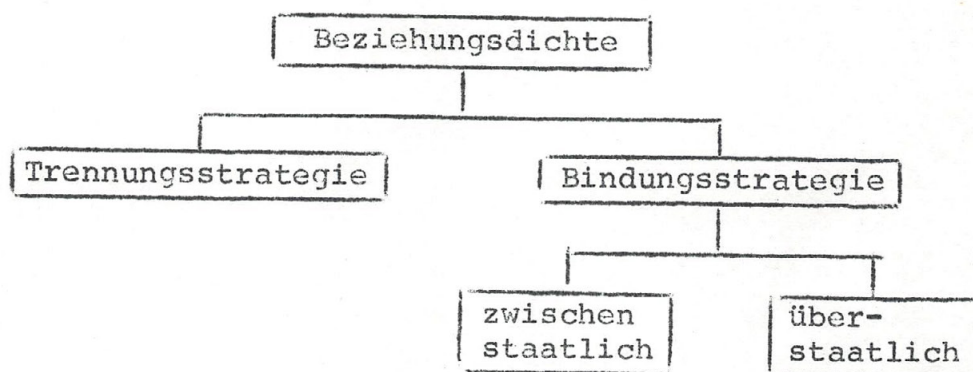 Beziehungsdichte
Trennungsstrategie
Bindungsstrategie
zwischen
staatlich
über-
staatlich